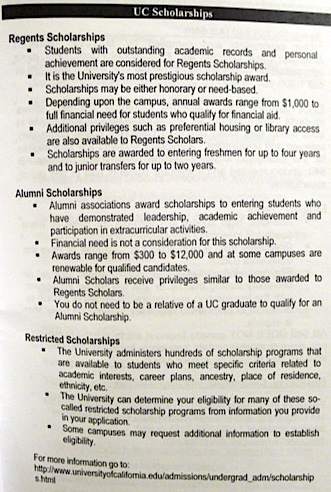 UC Scholarships
Regents Scholarships
▪ Students with outstanding academic records and personal
achievement are considered for Regents Scholarships.
▪ It is the University's most prestigious scholarship award.
▪ Scholarships may be either honorary or need-based.
▪ Depending upon the campus, annual awards range from $1,000 to
full financial need for students who qualify for financial aid.
▪ Additional privileges such as preferential housing or library access
are also available to Regents Scholars.
▪ Scholarships are awarded to entering freshmen for up to four years
and to junior transfers for up to two years.
Alumni Scholarships
▪ Alumni associations award scholarships to entering students who
have demonstrated leadership, academic achievement and
participation in extracurricular activities.
▪ Financial need is not a consideration for this scholarship.
▪ Awards range from $300 to $12,000 and at some campuses are
renewable for qualified candidates.
▪ Alumni Scholars receive privileges similar to those awarded to
Regents Scholars.
▪ You do not need to be a relative of a UC graduate to qualify for an
Alumni Scholarship.
Restricted Scholarships
▪ The University administers hundreds of scholarship programs that
are available to students who meet specific criteria related to
academic interests, career plans, ancestry, place of residence,
ethnicity, etc.
▪ The University can determine your eligibility for many of these so-
called restricted scholarship programs from information you provide
in your application.
▪ Some campuses may request additional information to establish
eligibility.
For more information go to:
http://www.universityofcalifornia.edu/admissions/undergrad_adm/scholarship
s.html